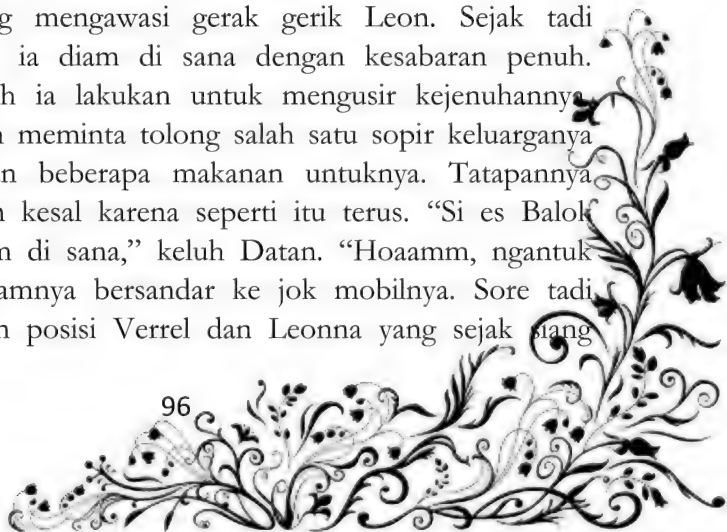 g mengawasi gerak gerik Leon. Sejak tadi
ia diam di sana dengan kesabaran penuh.
h ia lakukan untuk mengusir kejenuhannya.
n meminta tolong salah satu sopir keluarganya
n beberapa makanan untuknya. Tatapannya
n kesal karena seperti itu terus. “Si es Balok
n di sana,” keluh Datan. “Hoaamm, ngantuk
amnya bersandar ke jok mobilnya. Sore tadi
n posisi Verrel dan Leonna yang sejak siang
96